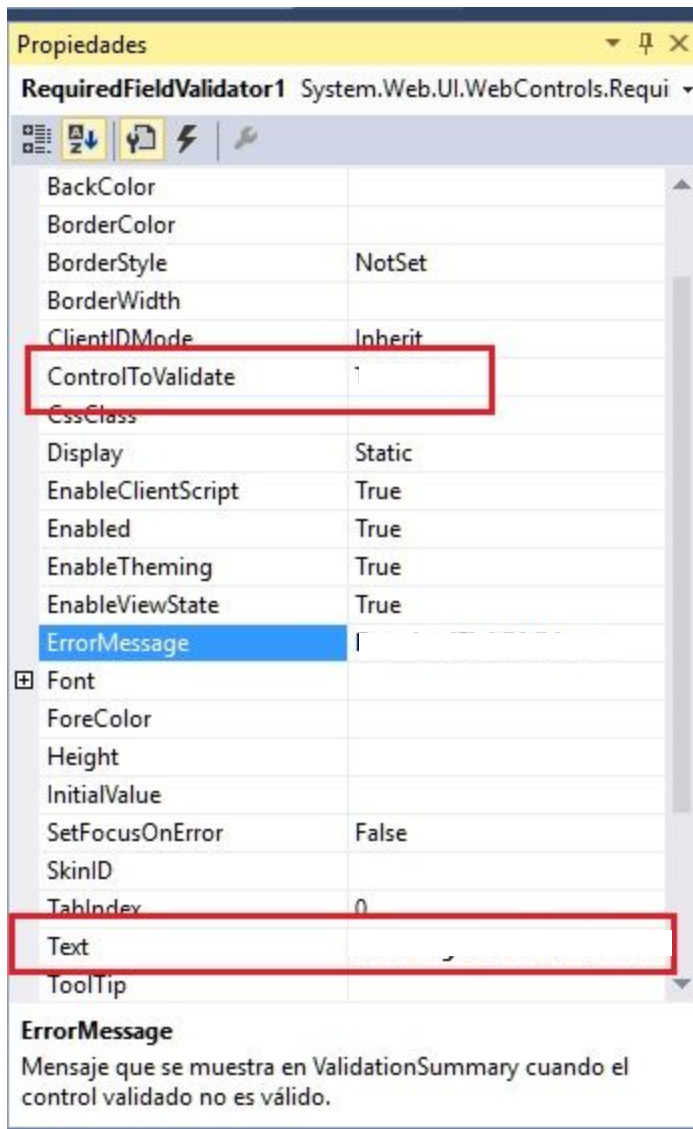 Propiedades
RequiredFieldValidator1 System.Web.UI.WebControls.Requi
BackColor
BorderColor
BorderStyle NotSet
BorderWidth
ClientIDMode Inherit
ControlToValidate
CssClass
Display Static
EnableClientScript True
Enabled True
EnableTheming True
EnableViewState True
ErrorMessage
Font
ForeColor
Height
InitialValue
SetFocusOnError False
SkinID
TabIndex 0
Text
ToolTip
ErrorMessage
Mensaje que se muestra en ValidationSummary cuando el
control validado no es válido.